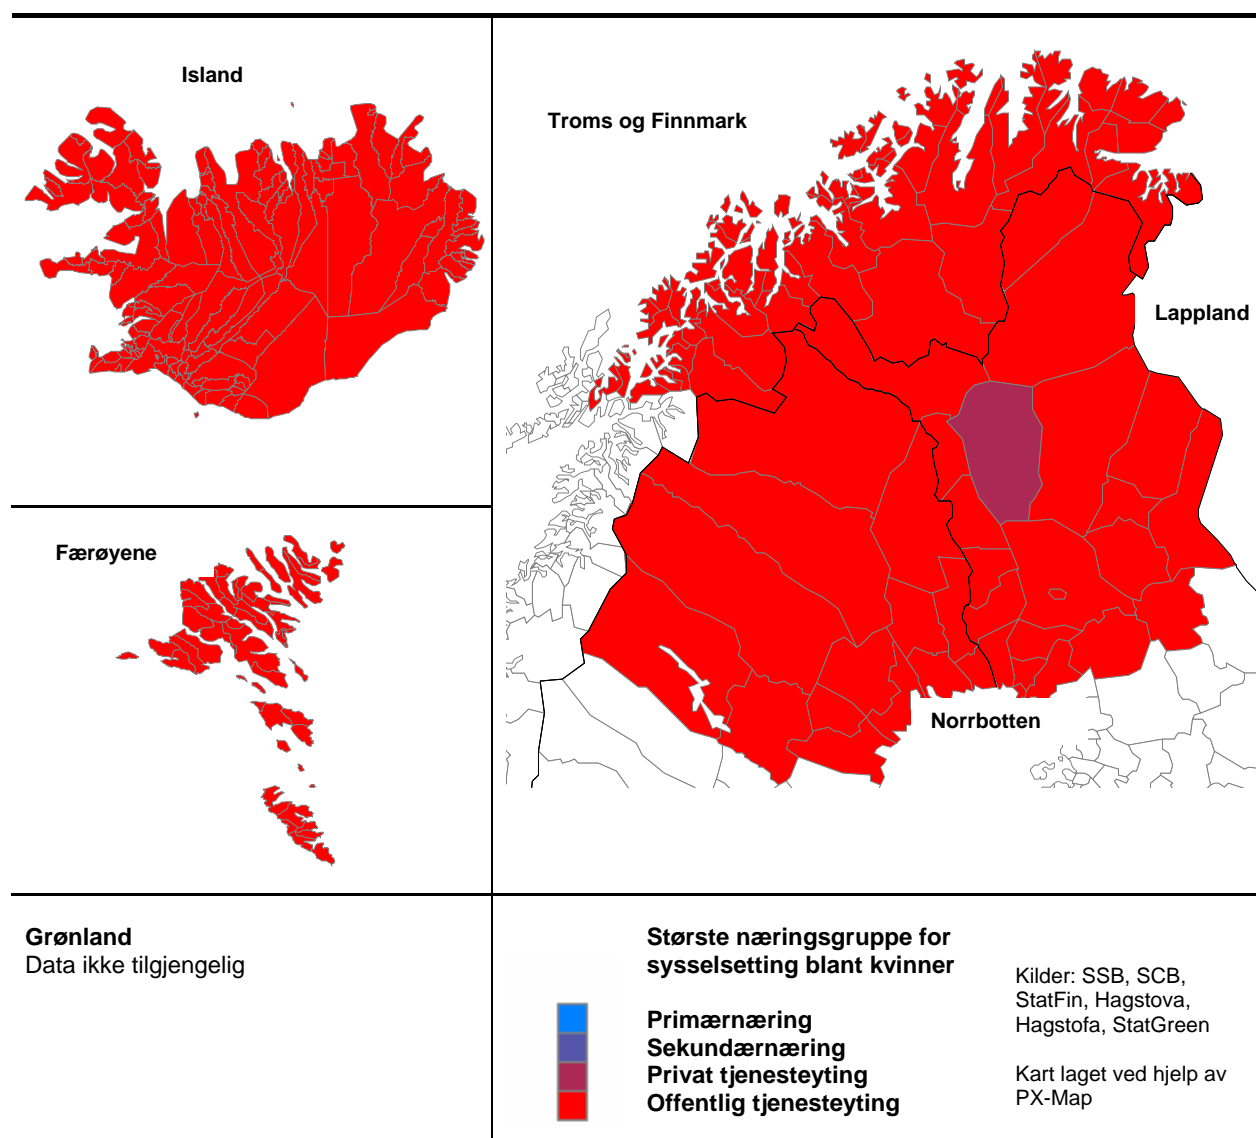 Island
Troms og Finnmark
Lappland
Færøyene
Norrbotten
Grønland
Data ikke tilgjengelig
Største næringsgruppe for
sysselsetting blant kvinner
Primærnæring
Sekundærnæring
Privat tjenesteyting
Offentlig tjenesteyting
Kilder: SSB, SCB,
StatFin, Hagstova,
Hagstofa, StatGreen
Kart laget ved hjelp av
PX-Map